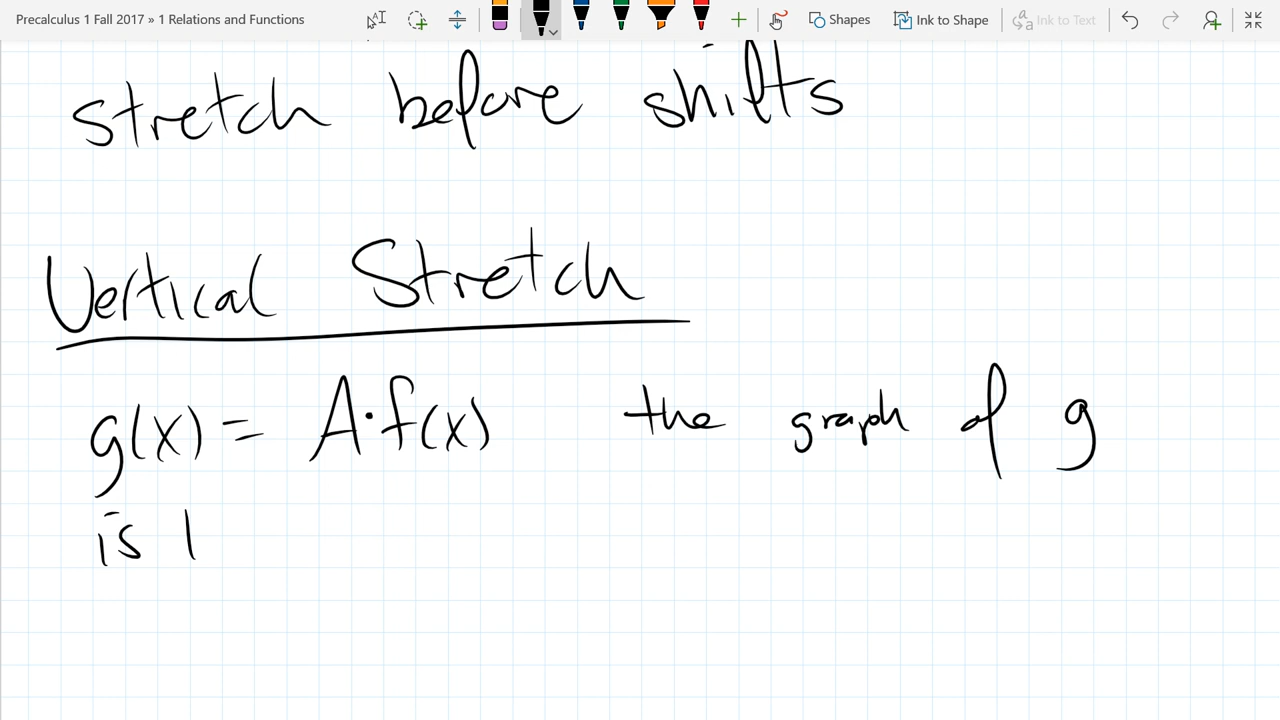 Precalculus 1 Fall 2017 » 1 Relations and Functions
Shapes
Ink to Shape
Ink to Text
stretch before shifts
Vertical Stretch
g(x) = A·f(x) the graph of g
is